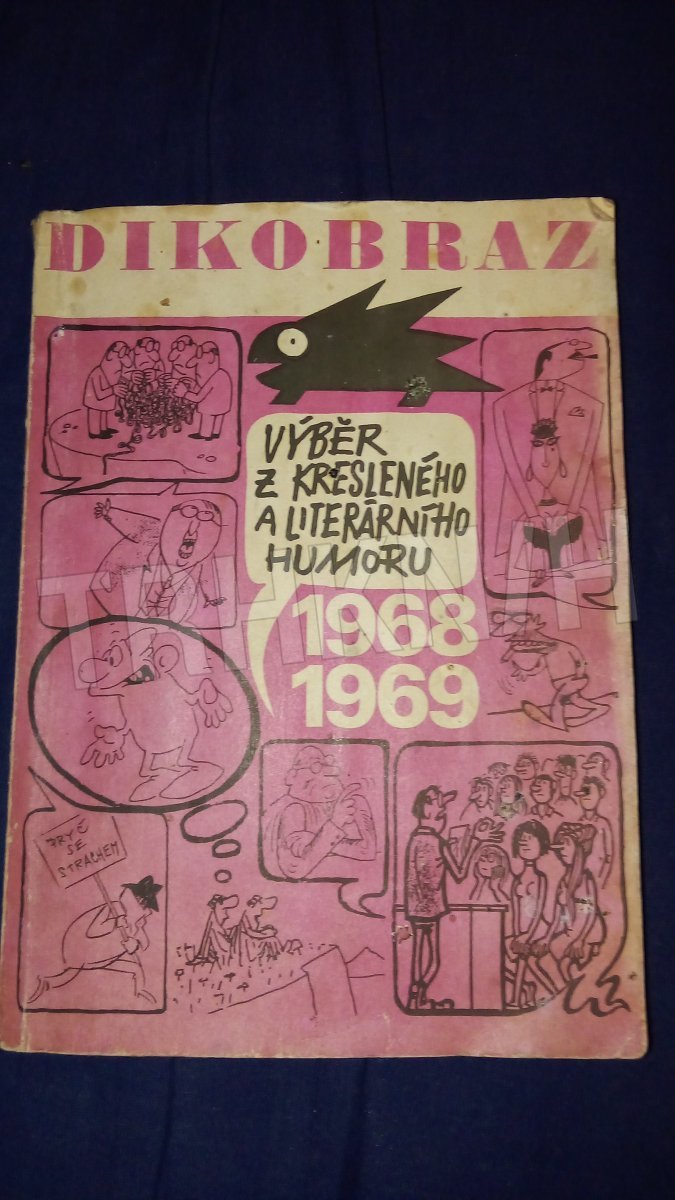 DIKOBRAZ
VÝBĚR
Z KRESLENÉHO
A LITERÁRNÍHO
HUMORU
1968
1969
PRYČ
SE
STRACHEM